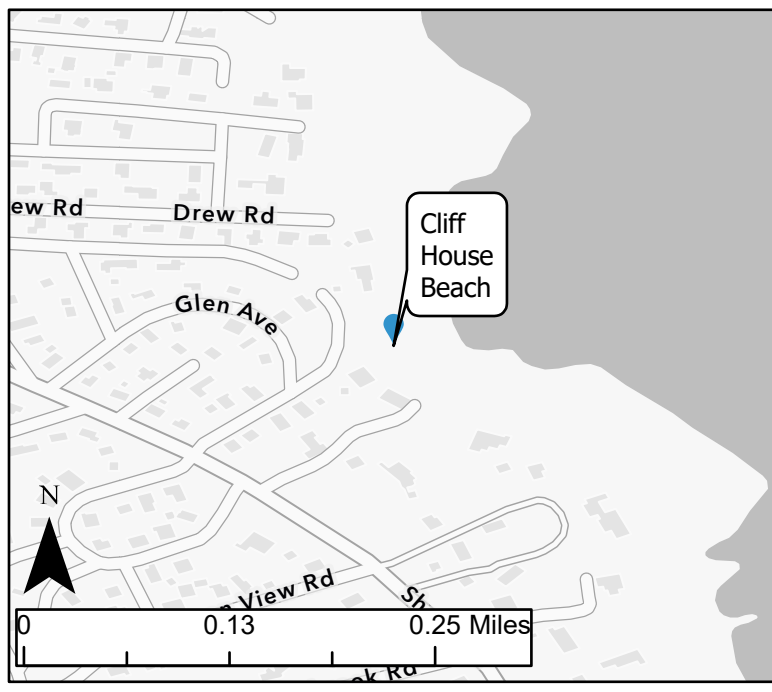 ew Rd
Drew Rd
Cliff
House
Beach
Glen Ave
N
n View Rd
Sh
0 0.13 0.25 Miles
ok Rd